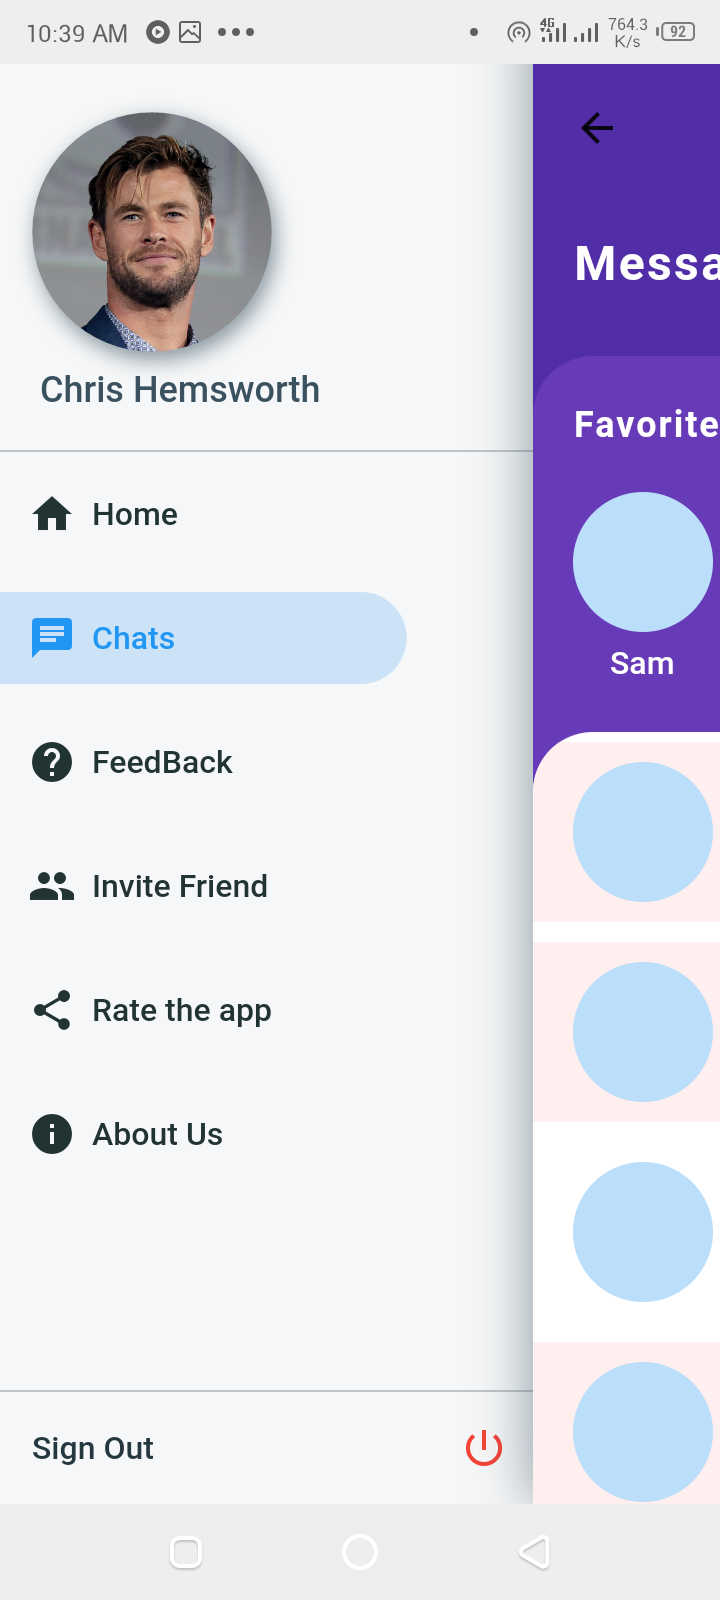 10:39 AM
4G
764.3
K/s
92
Chris Hemsworth
Home
Chats
FeedBack
Invite Friend
Rate the app
About Us
Sign Out
Messa
Favorite
Sam